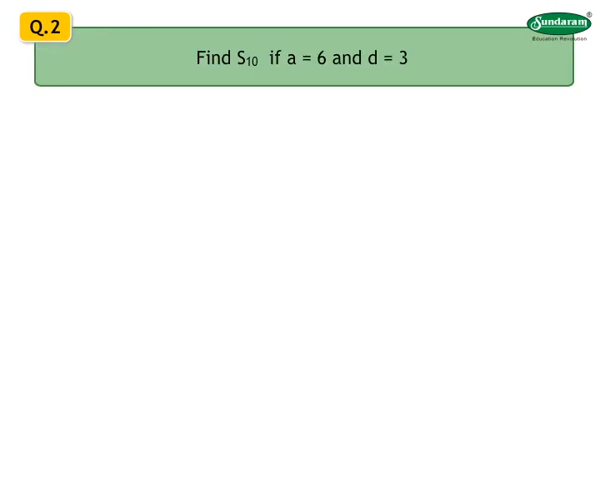 Q.2
Sundaram®
Education Revolution
Find S₁₀ if a = 6 and d = 3